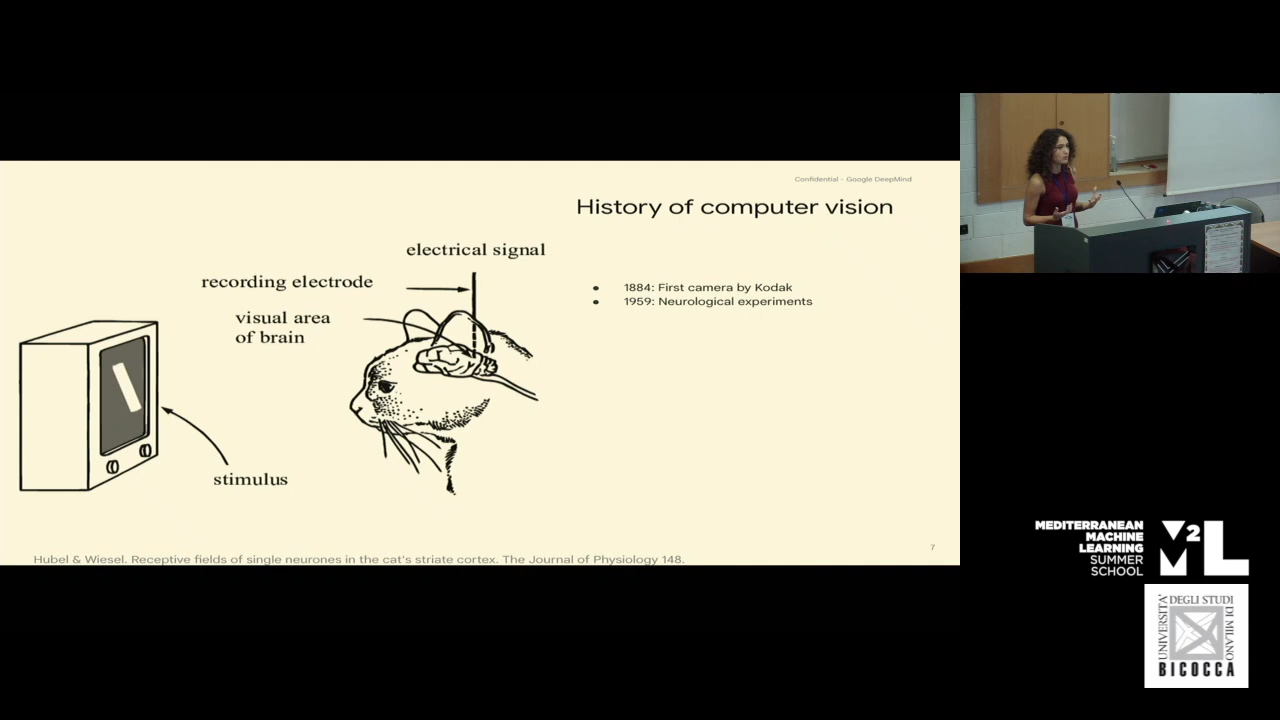 Confidential - Google DeepMind
History of computer vision
electrical signal
recording electrode
visual area
of brain
stimulus
● 1884: First camera by Kodak
● 1959: Neurological experiments
Hubel & Wiesel. Receptive fields of single neurones in the cat's striate cortex. The Journal of Physiology 148.
7
MEDITERRANEAN
MACHINE
LEARNING
SUMMER
SCHOOL
M2L
UNIVERSITA'
DEGLI STUDI
DI MILANO
BICOCCA